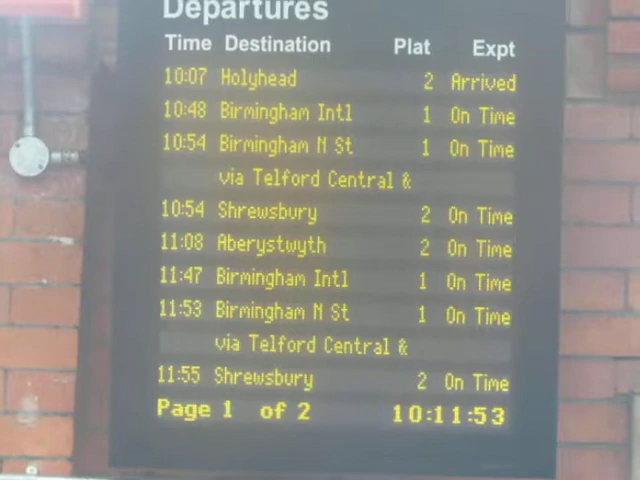 Departures
Time Destination Plat Expt
10:07 Holyhead 2 Arrived
10:48 Birmingham Intl 1 On Time
10:54 Birmingham N St 1 On Time
via Telford Central &
10:54 Shrewsbury 2 On Time
11:08 Aberystwyth 2 On Time
11:47 Birmingham Intl 1 On Time
11:53 Birmingham N St 1 On Time
via Telford Central &
11:55 Shrewsbury 2 On Time
Page 1 of 2 10:11:53